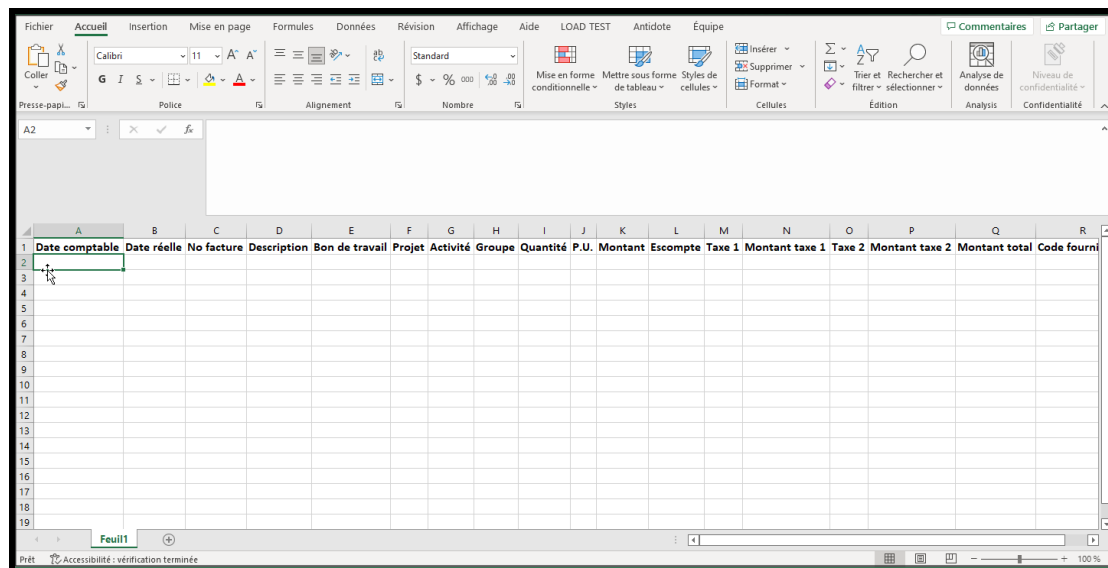 Fichier Accueil Insertion Mise en page Formules Données Révision Affichage Aide LOAD TEST Antidote Équipe Commentaires Partager
Coller
Calibri 11 A^ A˅
G I S A
ab
Standard
$ % 000 ,00 ,00
Mise en forme conditionnelle
Mettre sous forme de tableau
Styles de cellules
Insérer
Supprimer
Format
Trier et filtrer
Rechercher et sélectionner
Analyse de données
Niveau de confidentialité
Presse-papi... Police Alignement Nombre Styles Cellules Édition Analysis Confidentialité
A2 fx
A B C D E F G H I J K L M N O P Q R
1 Date comptable Date réelle No facture Description Bon de travail Projet Activité Groupe Quantité P.U. Montant Escompte Taxe 1 Montant taxe 1 Taxe 2 Montant taxe 2 Montant total Code fourni
2
3
4
5
6
7
8
9
10
11
12
13
14
15
16
17
18
19
Feuil1
Prêt Accessibilité : vérification terminée 100 %